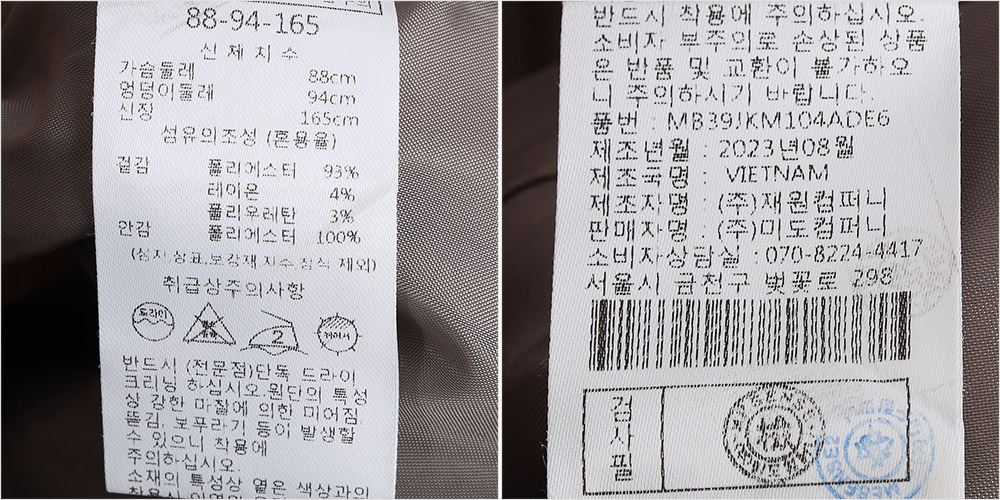 88-94-165
신체치수
가슴둘레 88cm
엉덩이둘레 94cm
신장 165cm
섬유의조성 (혼용율)
겉감 폴리에스터 93%
레이온 4%
폴리우레탄 3%
안감 폴리에스터 100%
(심지,상표,보강재,자수,장식 제외)
취급상주의사항
드라이
2
반드시 (전문점)단독 드라이
크리닝 하십시오.원단의 특성
상 강한 마찰에 의한 미어짐
뜯김, 보푸라기 등이 발생할
수 있으니 착용에
주의하십시오.
소재의 특성상 옅은 색상과의
반드시 착용에 주의하십시오.
소비자 부주의로 손상된 상품
은 반품 및 교환이 불가하오
니 주의하시기 바랍니다.
품번 : MB39JKM104ADE6
제조년월 : 2023년08월
제조국명 : VIETNAM
제조자명 : (주)재원컴퍼니
판매자명 : (주)미도컴퍼니
소비자상담실 :070-8224-4417
서울시 금천구 벚꽃로 298
검사필